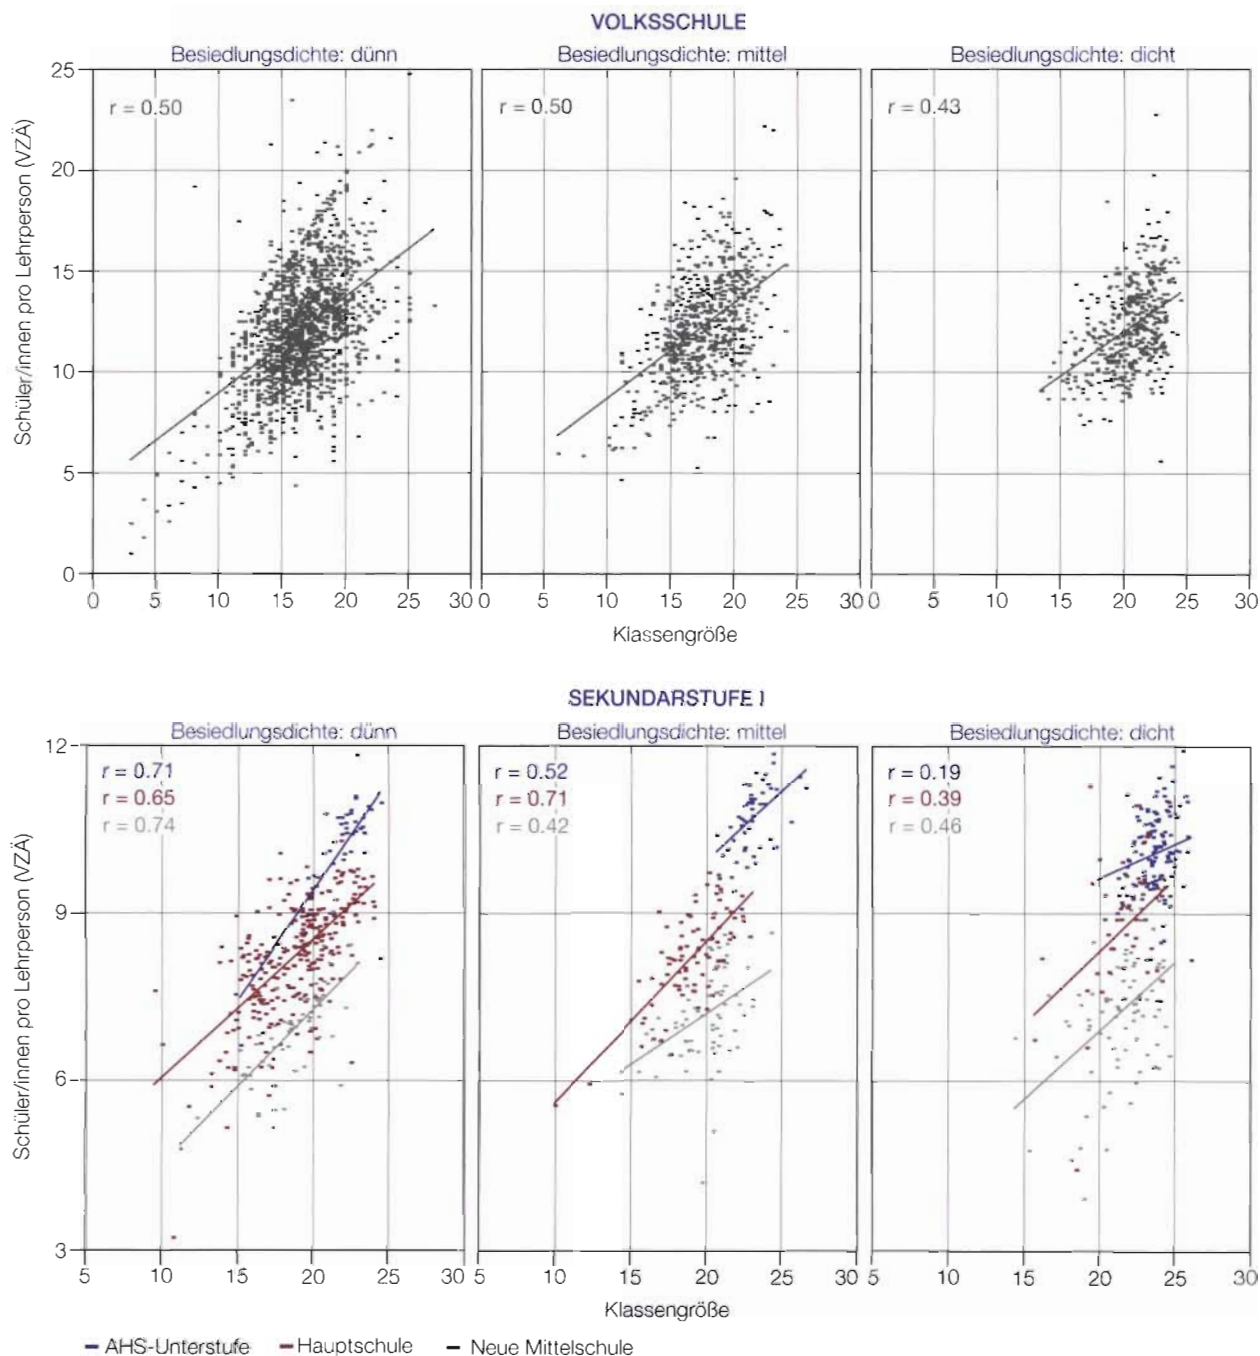 VOLKSSCHULE
Besiedlungsdichte: dünn
Besiedlungsdichte: mittel
Besiedlungsdichte: dicht
Schüler/innen pro Lehrperson (VZÄ)
25
20
15
10
5
0
r = 0.50
r = 0.50
r = 0.43
0 5 10 15 20 25 30 0 5 10 15 20 25 30 0 5 10 15 20 25 30
Klassengröße
SEKUNDARSTUFE I
Besiedlungsdichte: dünn
Besiedlungsdichte: mittel
Besiedlungsdichte: dicht
Schüler/innen pro Lehrperson (VZÄ)
12
9
6
3
r = 0.71
r = 0.65
r = 0.74
r = 0.52
r = 0.71
r = 0.42
r = 0.19
r = 0.39
r = 0.46
5 10 15 20 25 30 5 10 15 20 25 30 5 10 15 20 25 30
Klassengröße
AHS-Unterstufe Hauptschule Neue Mittelschule